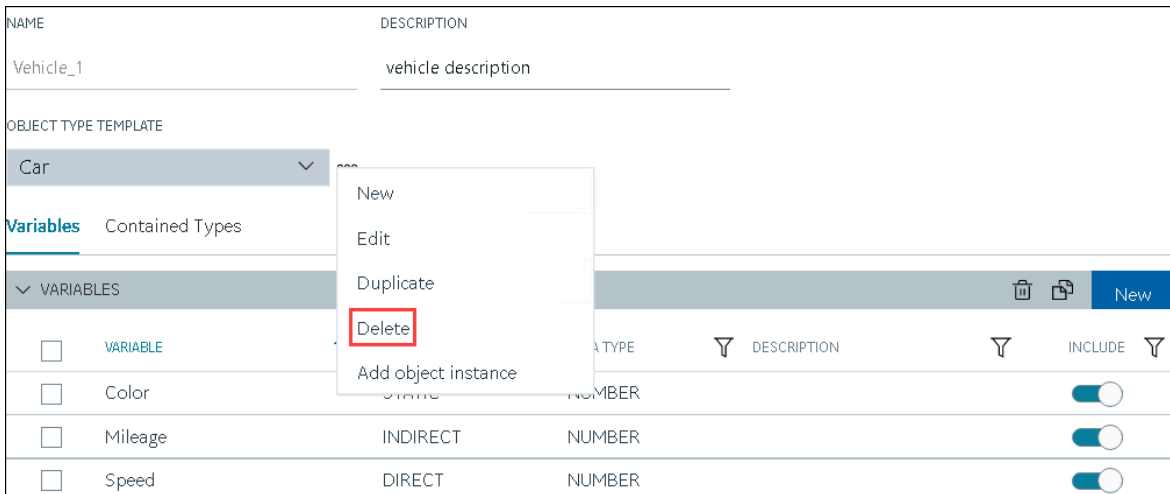 NAME DESCRIPTION
Vehicle_1 vehicle description
OBJECT TYPE TEMPLATE
Car
New
Variables Contained Types
Edit
Duplicate
VARIABLES New
Delete
VARIABLE TYPE DESCRIPTION INCLUDE
Add object instance
Color STATIC NUMBER
Mileage INDIRECT NUMBER
Speed DIRECT NUMBER